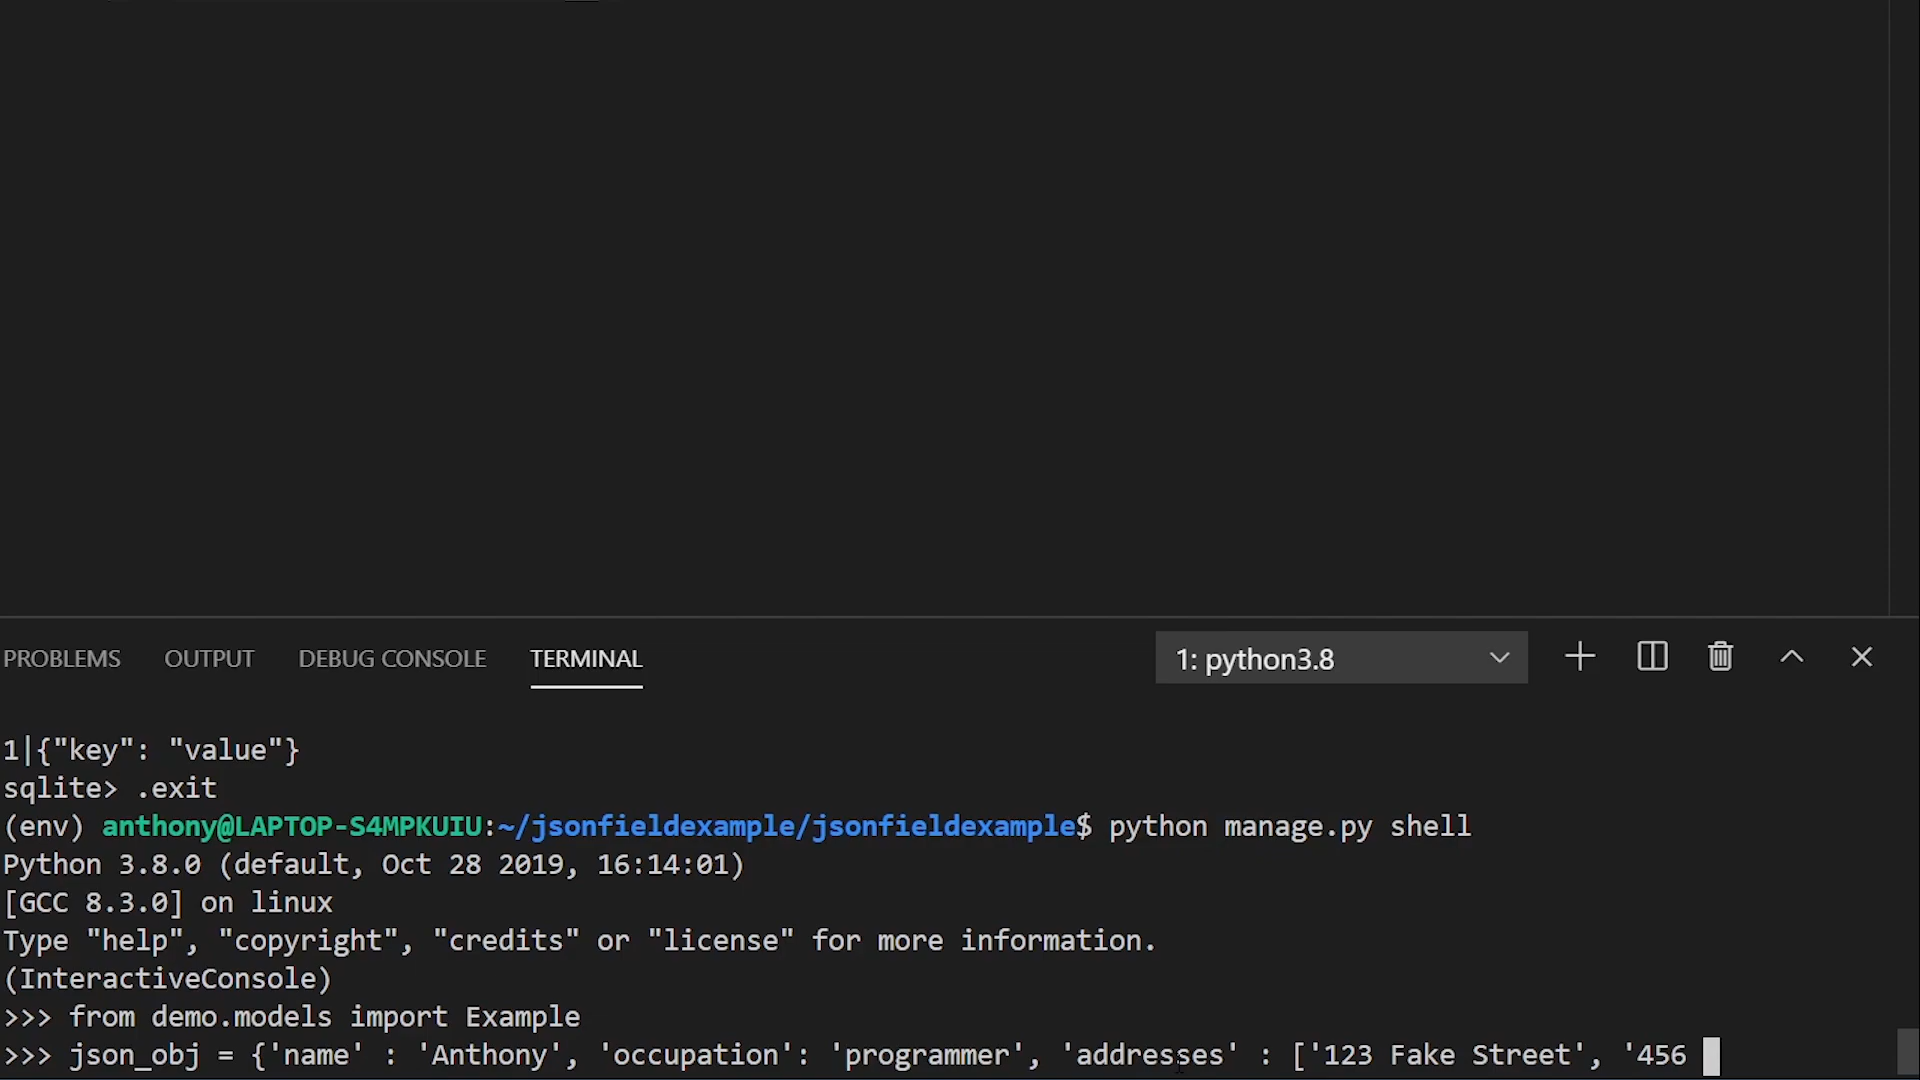 PROBLEMS OUTPUT DEBUG CONSOLE TERMINAL 1: python3.8
1|{"key": "value"}
sqlite> .exit
(env) anthony@LAPTOP-S4MPKUIU:~/jsonfieldexample/jsonfieldexample$ python manage.py shell
Python 3.8.0 (default, Oct 28 2019, 16:14:01)
[GCC 8.3.0] on linux
Type "help", "copyright", "credits" or "license" for more information.
(InteractiveConsole)
>>> from demo.models import Example
>>> json_obj = {'name' : 'Anthony', 'occupation': 'programmer', 'addresses' : ['123 Fake Street', '456